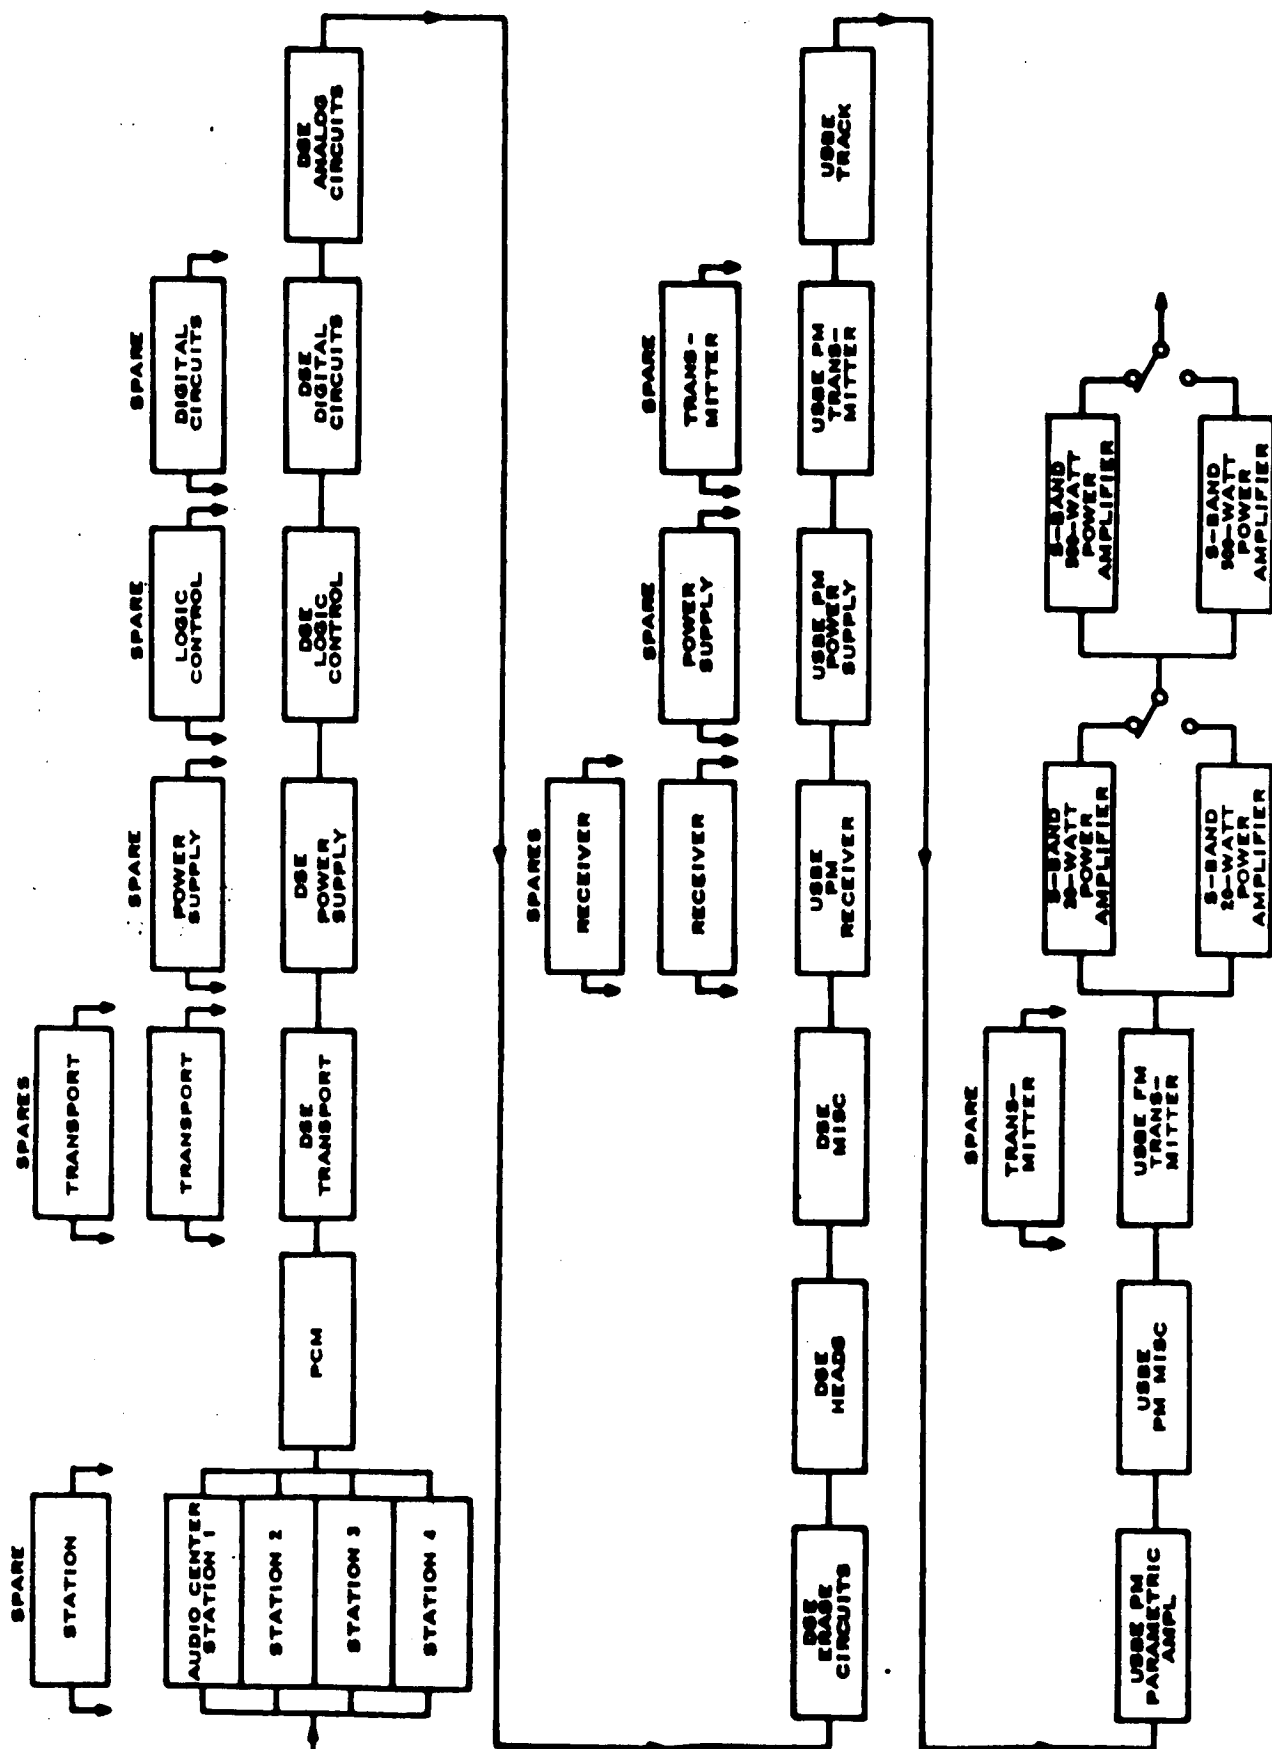 SPARE
STATION
AUDIO CENTER
STATION 1
STATION 2
STATION 3
STATION 4
PCM
SPARES
TRANSPORT
TRANSPORT
DSE
TRANSPORT
SPARE
POWER
SUPPLY
DSE
POWER
SUPPLY
SPARE
LOGIC
CONTROL
DSE
LOGIC
CONTROL
SPARE
DIGITAL
CIRCUITS
DSE
DIGITAL
CIRCUITS
DSE
ANALOG
CIRCUITS
DSE
ERASE
CIRCUITS
DSE
HEADS
DSE
MISC
SPARES
RECEIVER
RECEIVER
USBE
PM
RECEIVER
SPARE
POWER
SUPPLY
USBE PM
POWER
SUPPLY
SPARE
TRANS-
MITTER
USBE PM
TRANS-
MITTER
USBE
TRACK
USBE PM
PARAMETRIC
AMPL
USBE
PM MISC
SPARE
TRANS-
MITTER
USBE FM
TRANS-
MITTER
S-BAND
20-WATT
POWER
AMPLIFIER
S-BAND
20-WATT
POWER
AMPLIFIER
S-BAND
500-WATT
POWER
AMPLIFIER
S-BAND
500-WATT
POWER
AMPLIFIER